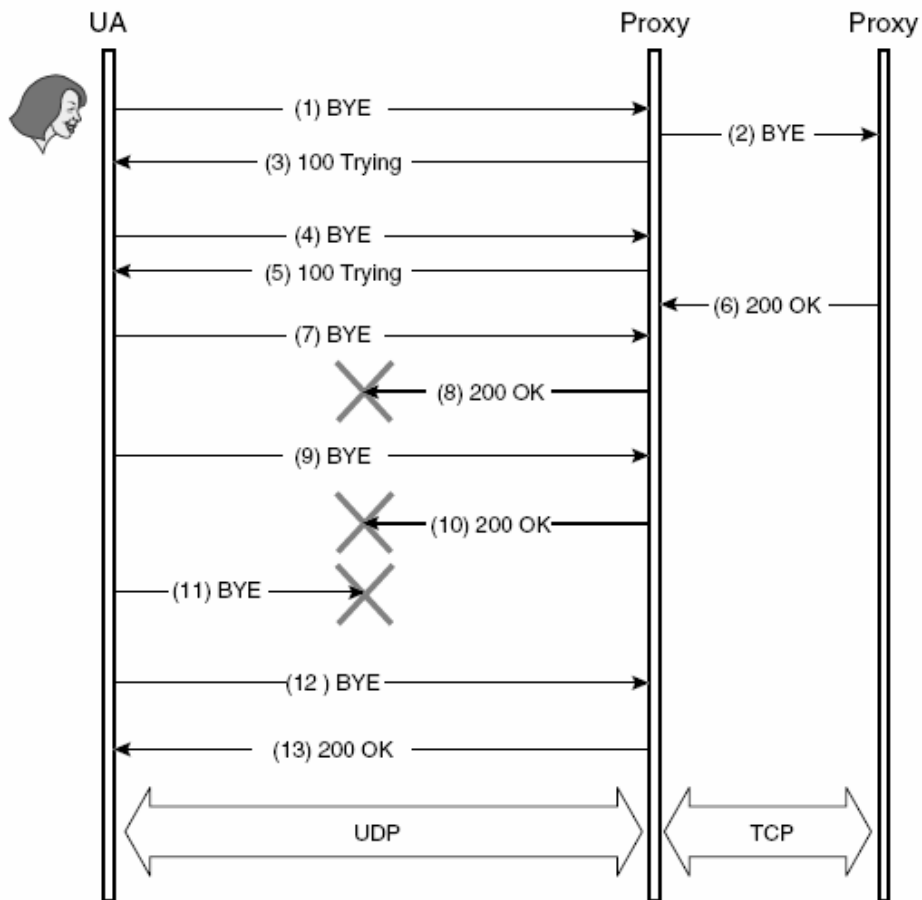 UA
Proxy
Proxy
(1) BYE
(2) BYE
(3) 100 Trying
(4) BYE
(5) 100 Trying
(6) 200 OK
(7) BYE
(8) 200 OK
(9) BYE
(10) 200 OK
(11) BYE
(12 ) BYE
(13) 200 OK
UDP
TCP